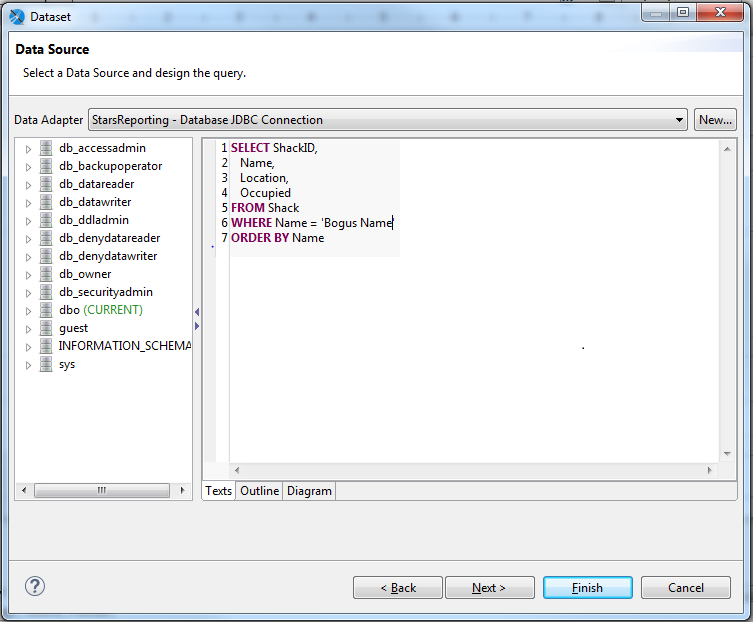 Dataset
Data Source
Select a Data Source and design the query.
Data Adapter StarsReporting - Database JDBC Connection New...
db_accessadmin
db_backupoperator
db_datareader
db_datawriter
db_ddladmin
db_denydatareader
db_denydatawriter
db_owner
db_securityadmin
dbo (CURRENT)
guest
INFORMATION_SCHEMA
sys
1 SELECT ShackID,
2 Name,
3 Location,
4 Occupied
5 FROM Shack
6 WHERE Name = 'Bogus Name'
7 ORDER BY Name
Texts Outline Diagram
? < Back Next > Finish Cancel